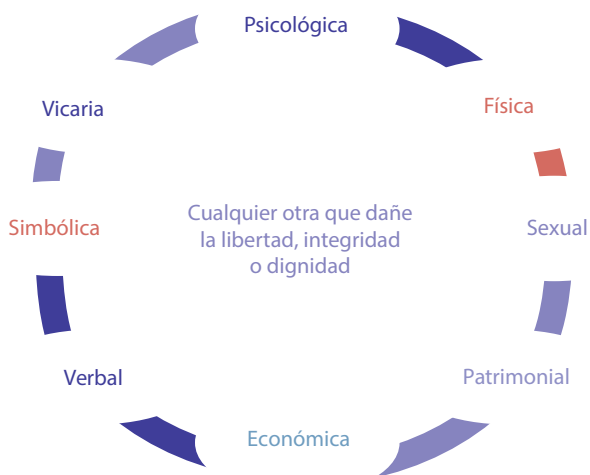 Psicológica
Física
Sexual
Patrimonial
Económica
Verbal
Simbólica
Vicaria
Cualquier otra que dañe
la libertad, integridad
o dignidad